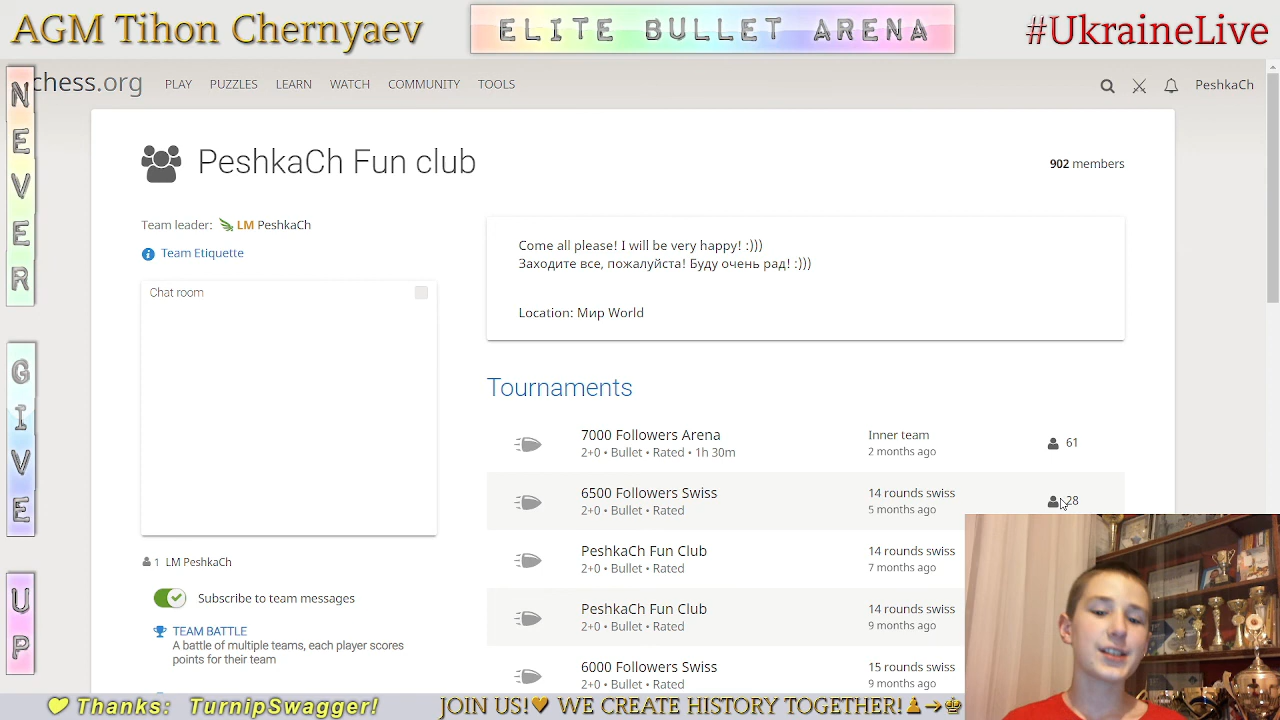 AGM Tihon Chernyaev
ELITE BULLET ARENA
#UkraineLive
NEVER
GIVE
UP
chess.org
PLAY PUZZLES LEARN WATCH COMMUNITY TOOLS
PeshkaCh
PeshkaCh Fun club
902 members
Team leader: LM PeshkaCh
Team Etiquette
Chat room
1 LM PeshkaCh
Subscribe to team messages
TEAM BATTLE
A battle of multiple teams, each player scores
points for their team
Come all please! I will be very happy! :)))
Заходите все, пожалуйста! Буду очень рад! :)))
Location: Мир World
Tournaments
7000 Followers Arena
2+0 • Bullet • Rated • 1h 30m
Inner team
2 months ago
61
6500 Followers Swiss
2+0 • Bullet • Rated
14 rounds swiss
5 months ago
28
PeshkaCh Fun Club
2+0 • Bullet • Rated
14 rounds swiss
7 months ago
PeshkaCh Fun Club
2+0 • Bullet • Rated
14 rounds swiss
9 months ago
6000 Followers Swiss
2+0 • Bullet • Rated
15 rounds swiss
9 months ago
Thanks: TurnipSwagger!
JOIN US! WE CREATE HISTORY TOGETHER!